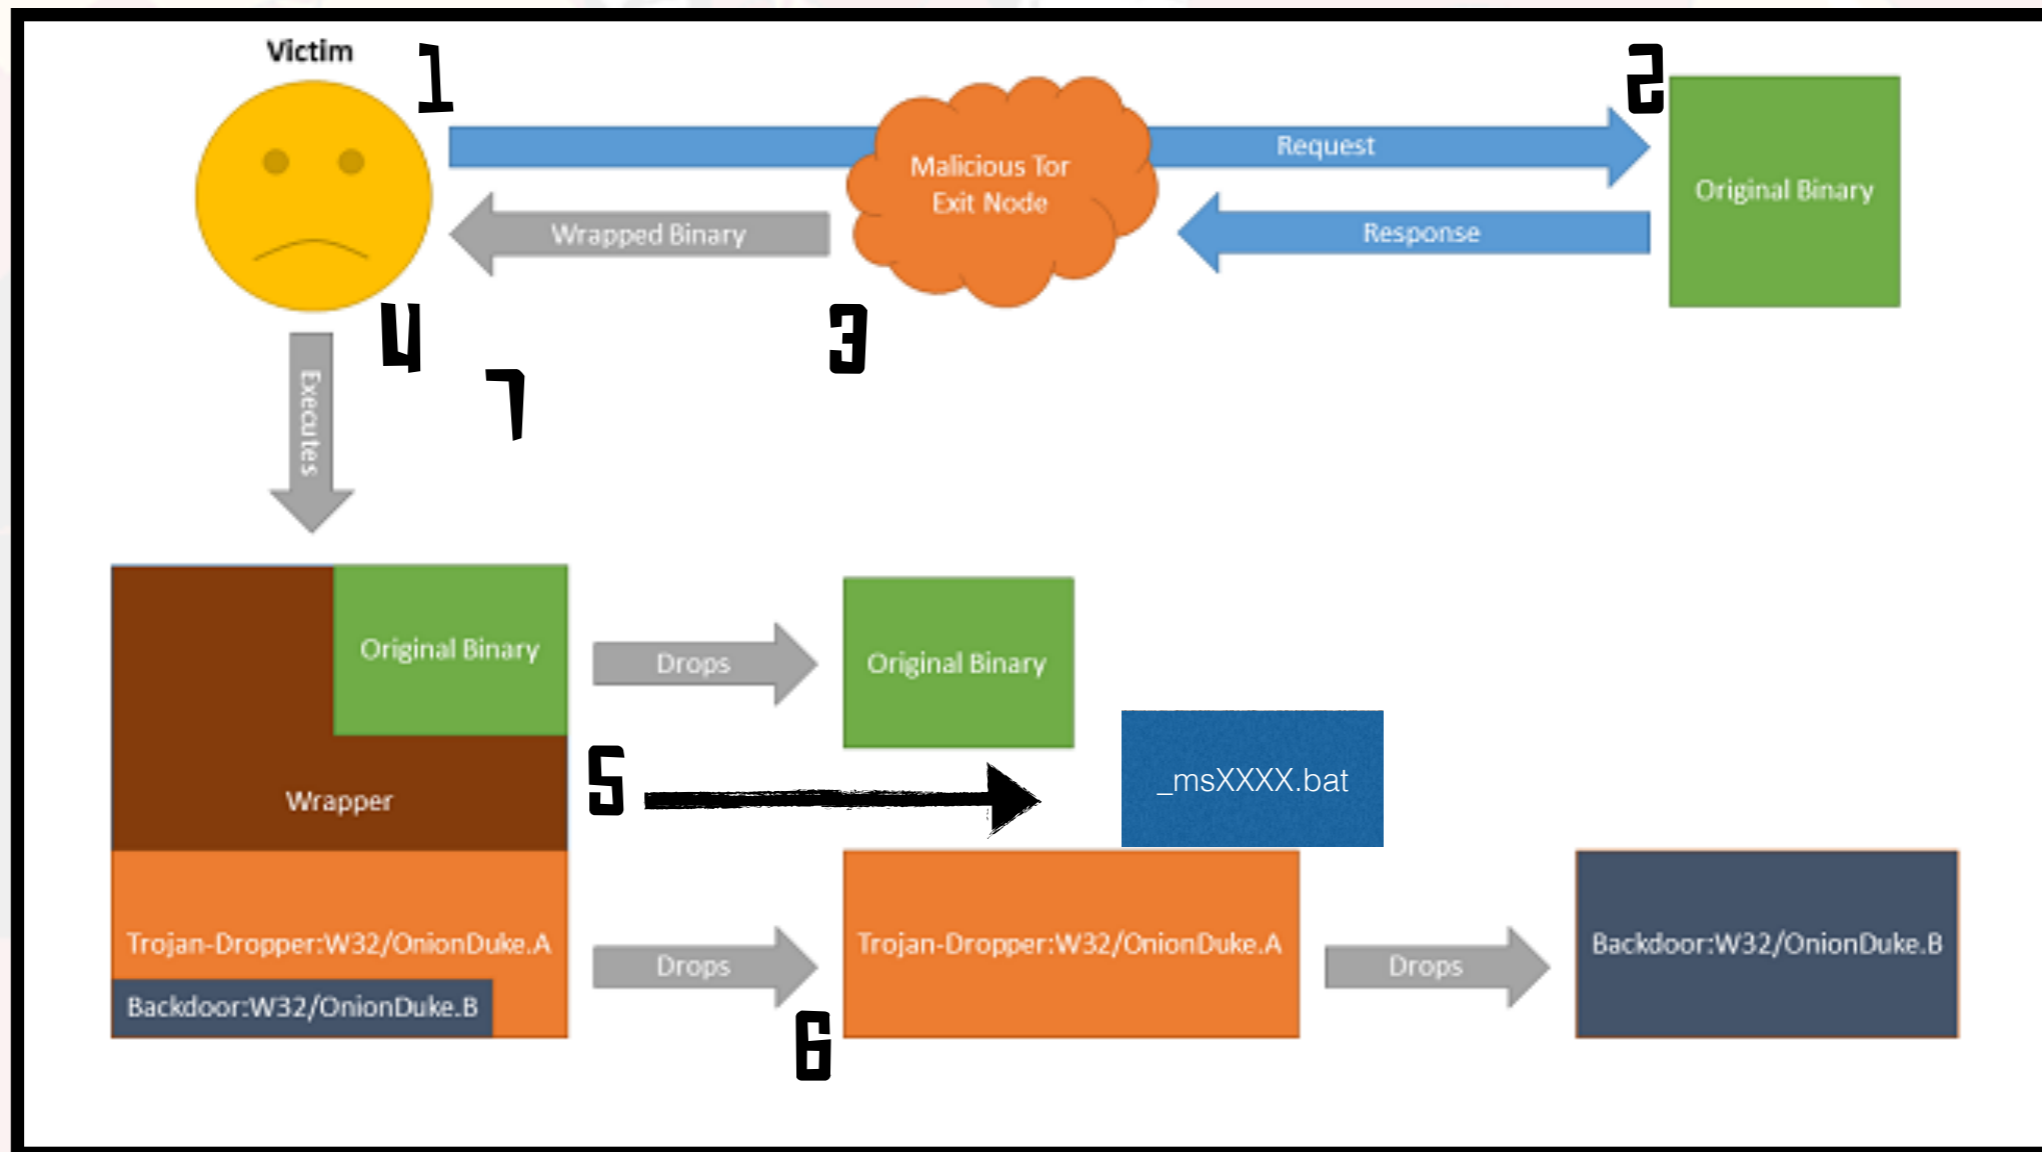 Victim
1
2
Request
Malicious Tor
Exit Node
Original Binary
Wrapped Binary
Response
3
4
7
Executes
Original Binary
Drops
Original Binary
_msXXXX.bat
5
Wrapper
Trojan-Dropper:W32/OnionDuke.A
Drops
Trojan-Dropper:W32/OnionDuke.A
Drops
Backdoor:W32/OnionDuke.B
Backdoor:W32/OnionDuke.B
6